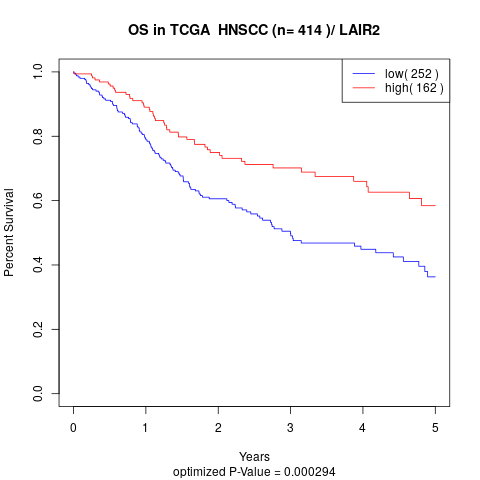 OS in TCGA  HNSCC (n= 414 )/ LAIR2
low( 252 )
high( 162 )
Percent Survival
1.0
0.8
0.6
0.4
0.2
0.0
0 1 2 3 4 5
Years
optimized P-Value = 0.000294